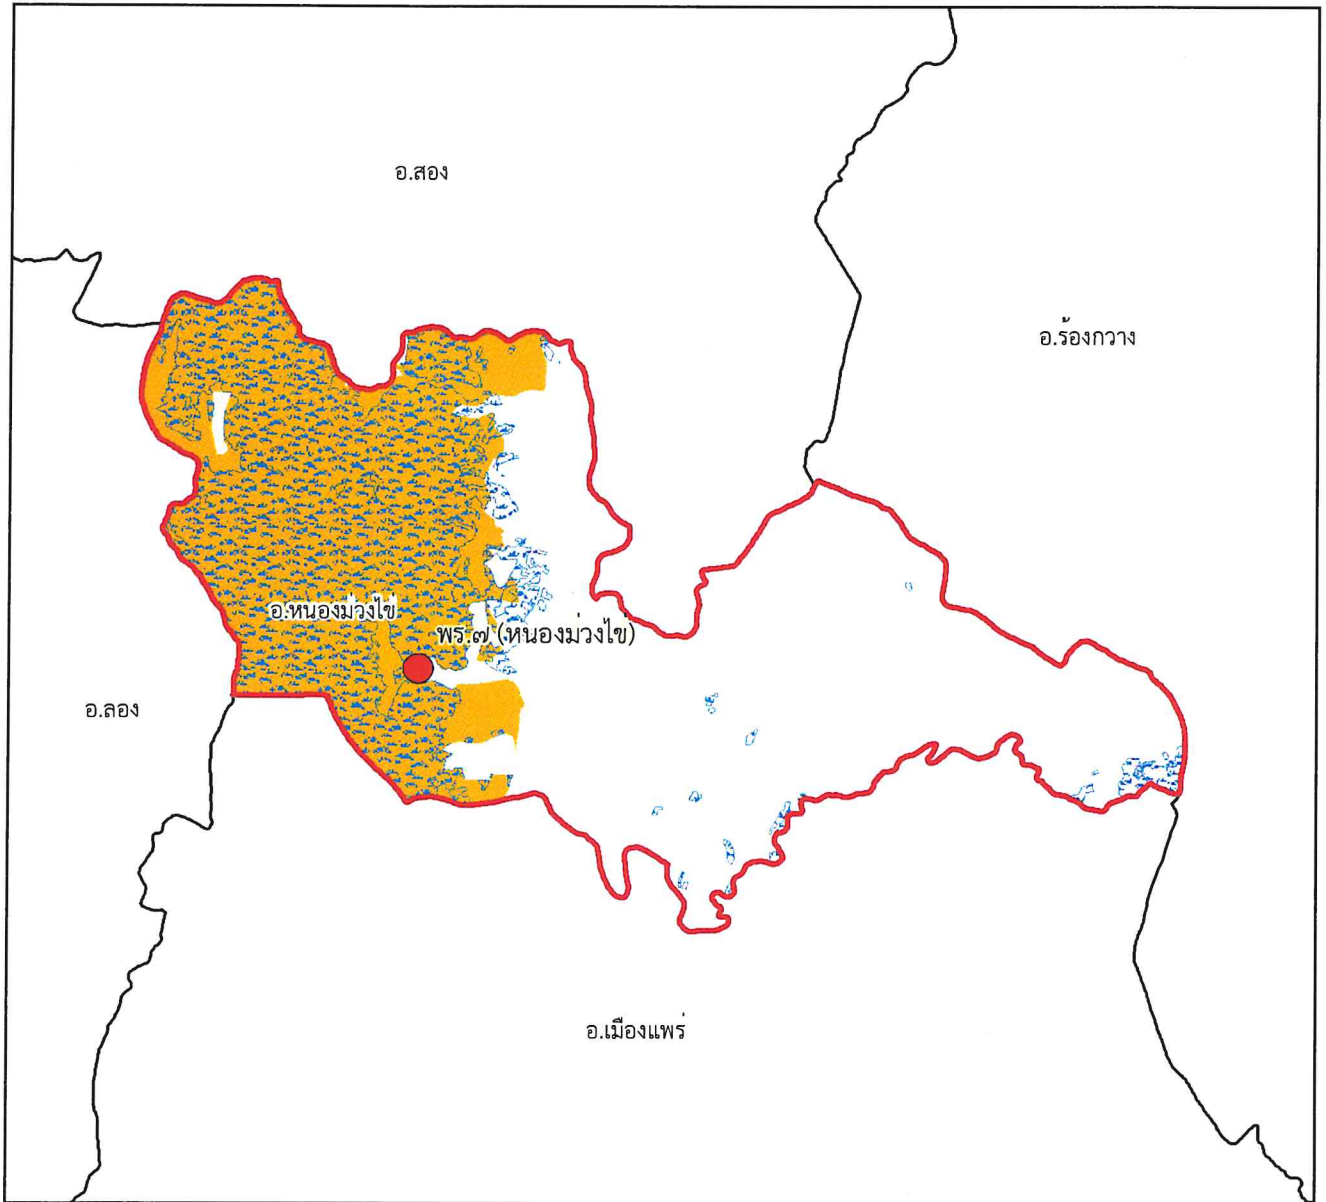 อ.สอง
อ.ร้องกวาง
อ.หนองม่วงไข่
พร.๗ (หนองม่วงไข่)
อ.ลอง
อ.เมืองแพร่